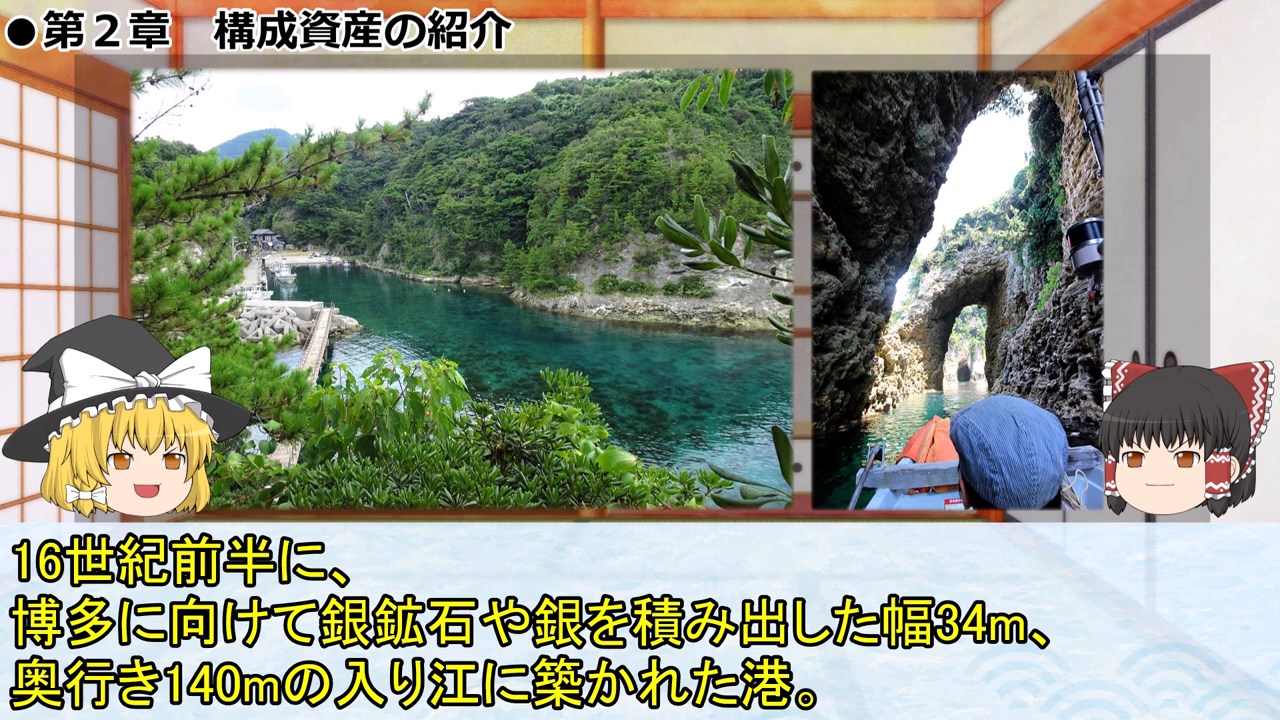 ●第２章　構成資産の紹介
16世紀前半に、
博多に向けて銀鉱石や銀を積み出した幅34m、
奥行き140mの入り江に築かれた港。